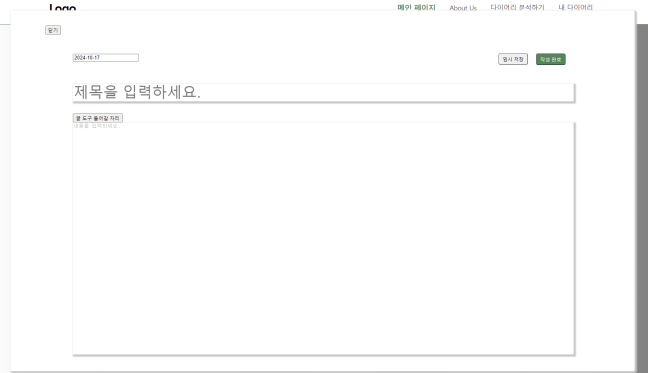 Logo
메인 페이지 About Us 다이어리 분석하기 내 다이어리
닫기
2024-10-17
임시 저장 작성 완료
제목을 입력하세요.
글 도구 들어갈 자리
내용을 입력하세요.